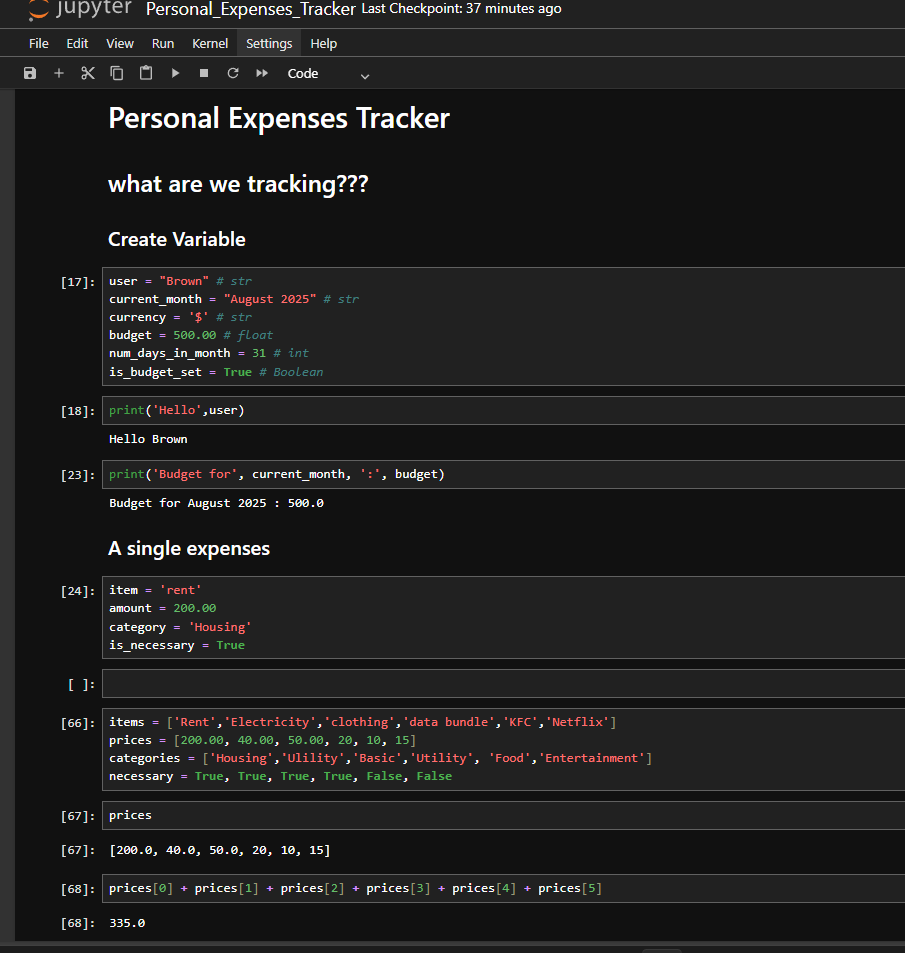 jupyter Personal_Expenses_Tracker Last Checkpoint: 37 minutes ago
File Edit View Run Kernel Settings Help
Code
Personal Expenses Tracker
what are we tracking???
Create Variable
[17]: user = "Brown" # str
current_month = "August 2025" # str
currency = '$' # str
budget = 500.00 # float
num_days_in_month = 31 # int
is_budget_set = True # Boolean
[18]: print('Hello',user)
Hello Brown
[23]: print('Budget for', current_month, ':', budget)
Budget for August 2025 : 500.0
A single expenses
[24]: item = 'rent'
amount = 200.00
category = 'Housing'
is_necessary = True
[ ]:
[66]: items = ['Rent','Electricity','clothing','data bundle','KFC','Netflix']
prices = [200.00, 40.00, 50.00, 20, 10, 15]
categories = ['Housing','Ulility','Basic','Utility', 'Food','Entertainment']
necessary = True, True, True, True, False, False
[67]: prices
[67]: [200.0, 40.0, 50.0, 20, 10, 15]
[68]: prices[0] + prices[1] + prices[2] + prices[3] + prices[4] + prices[5]
[68]: 335.0